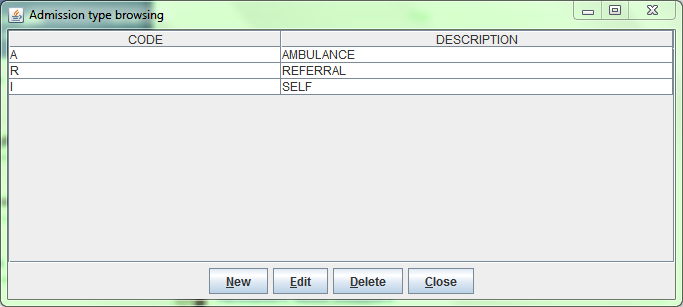 Admission type browsing
CODE DESCRIPTION
A AMBULANCE
R REFERRAL
I SELF
New Edit Delete Close